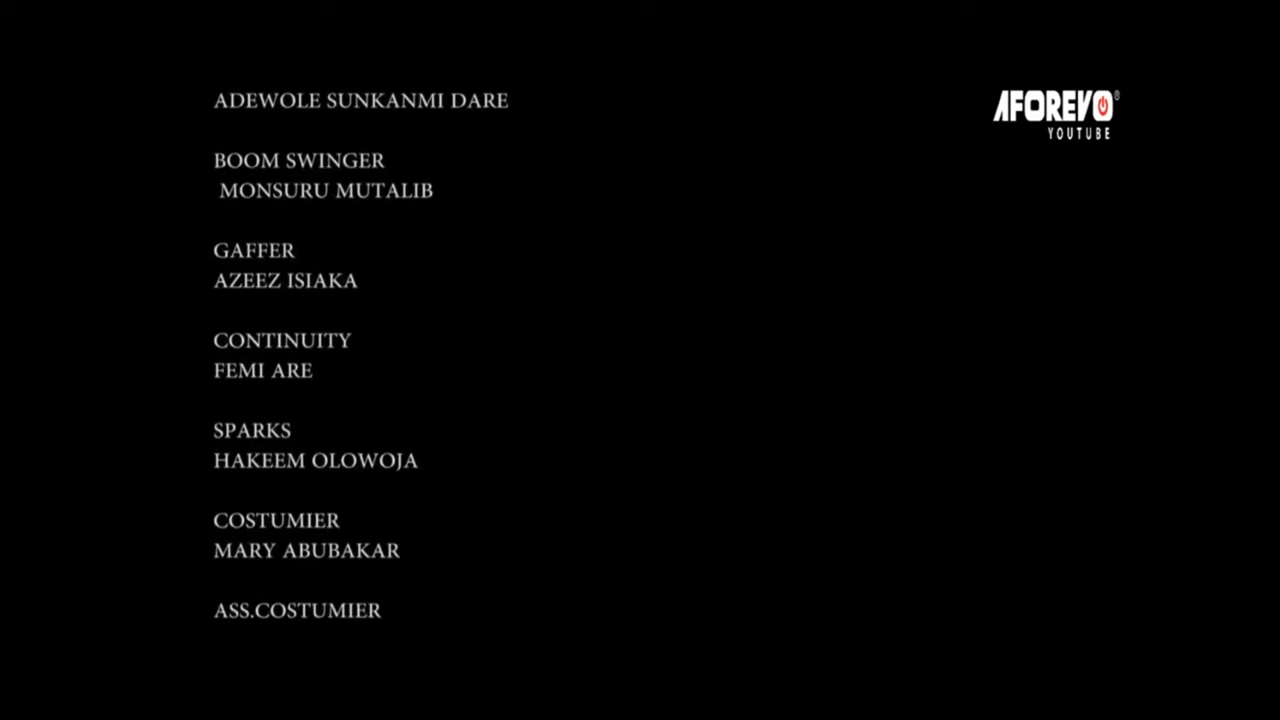 ADEWOLE SUNKANMI DARE
BOOM SWINGER
MONSURU MUTALIB
GAFFER
AZEEZ ISIAKA
CONTINUITY
FEMI ARE
SPARKS
HAKEEM OLOWOJA
COSTUMIER
MARY ABUBAKAR
ASS.COSTUMIER
AFOREVO®
YOUTUBE